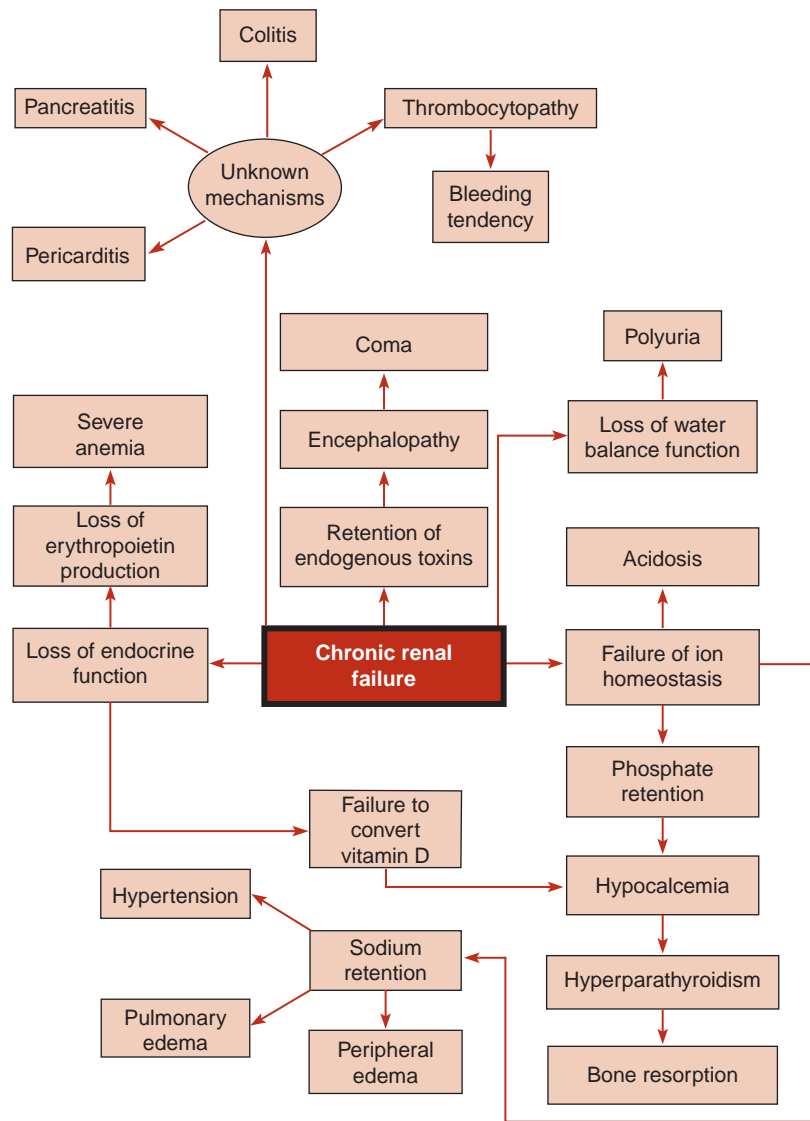 Colitis
Pancreatitis
Thrombocytopathy
Unknown
mechanisms
Bleeding
tendency
Pericarditis
Coma
Polyuria
Severe
anemia
Encephalopathy
Loss of water
balance function
Loss of
erythropoietin
production
Retention of
endogenous toxins
Acidosis
Loss of endocrine
function
Chronic renal
failure
Failure of ion
homeostasis
Phosphate
retention
Failure to
convert
vitamin D
Hypocalcemia
Hypertension
Sodium
retention
Hyperparathyroidism
Pulmonary
edema
Peripheral
edema
Bone resorption